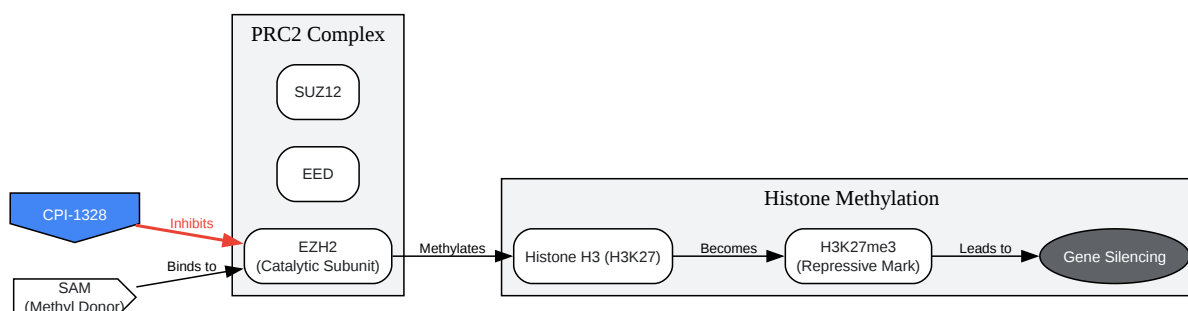 PRC2 Complex
SUZ12
EED
CPI-1328
Inhibits
EZH2
(Catalytic Subunit)
Binds to
SAM
(Methyl Donor)
Methylates
Histone Methylation
Histone H3 (H3K27)
Becomes
H3K27me3
(Repressive Mark)
Leads to
Gene Silencing